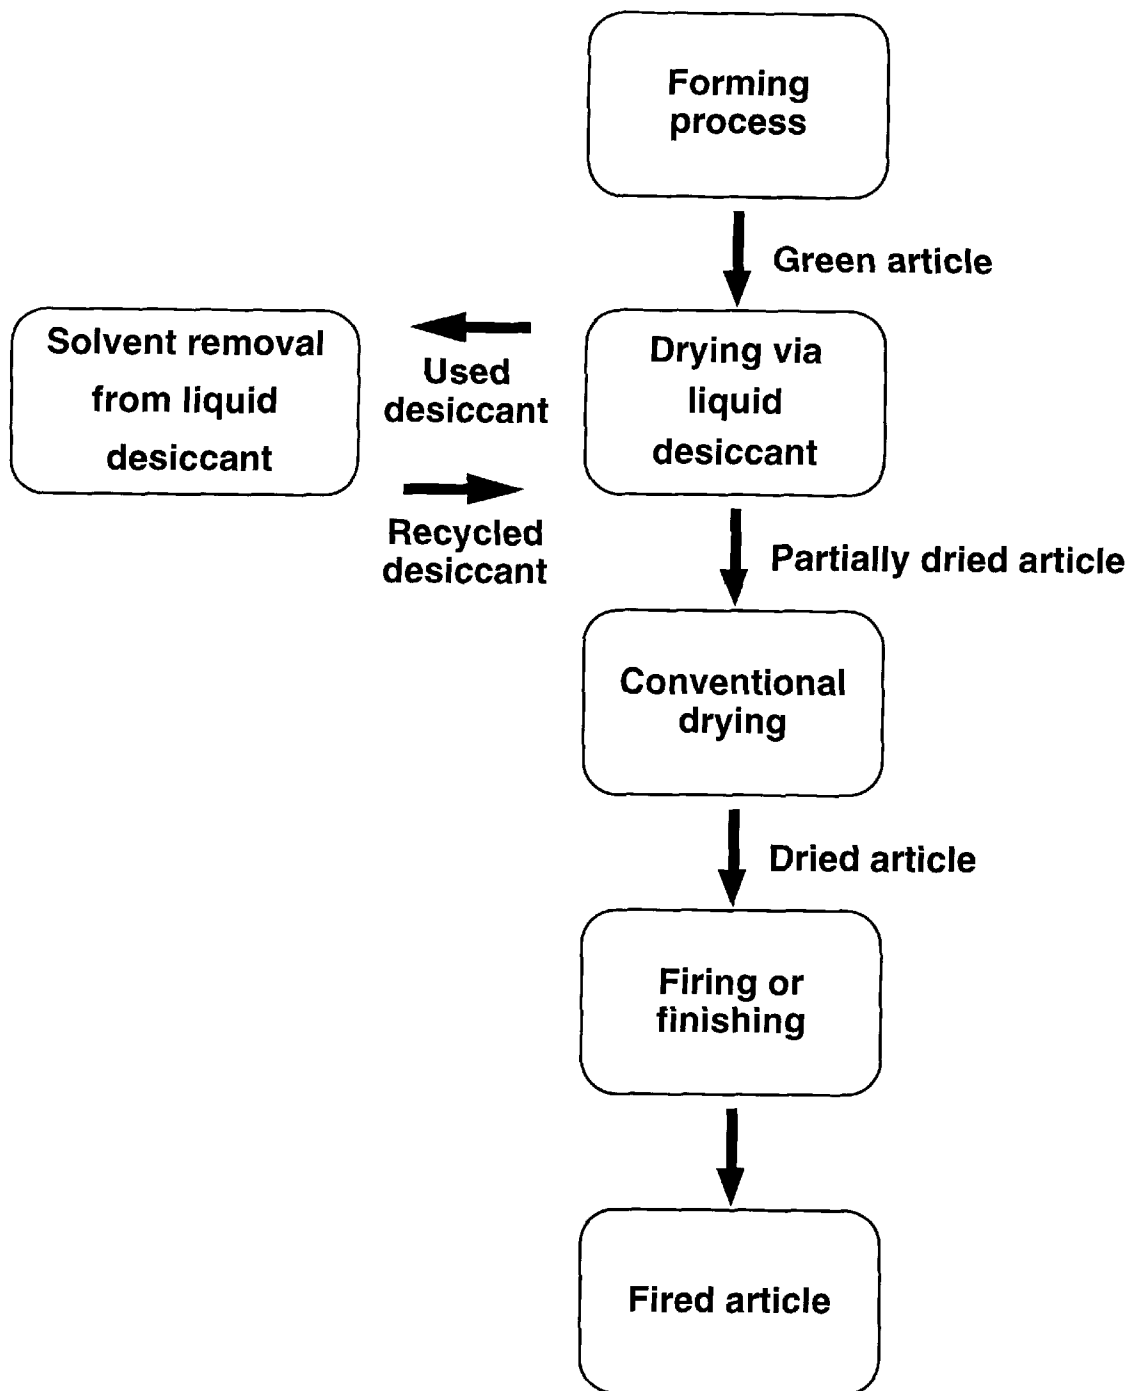 Forming
process
Green article
Solvent removal
from liquid
desiccant
Used
desiccant
Recycled
desiccant
Drying via
liquid
desiccant
Partially dried article
Conventional
drying
Dried article
Firing or
finishing
Fired article